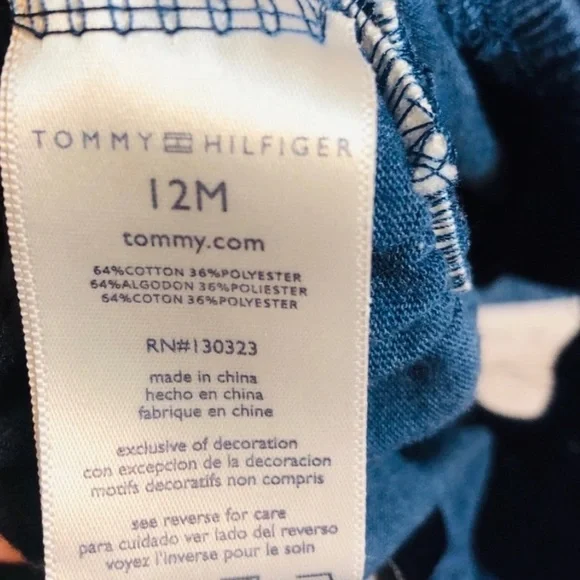 TOMMY HILFIGER
12M
tommy.com
64%COTTON 36%POLYESTER
64%ALGODON 36%POLIESTER
64%COTON 36%POLYESTER
RN#130323
made in china
hecho en china
fabrique en chine
exclusive of decoration
con excepcion de la decoracion
motifs decoratifs non compris
see reverse for care
para cuidado ver lado del reverso
voyez l'inverse pour le soin